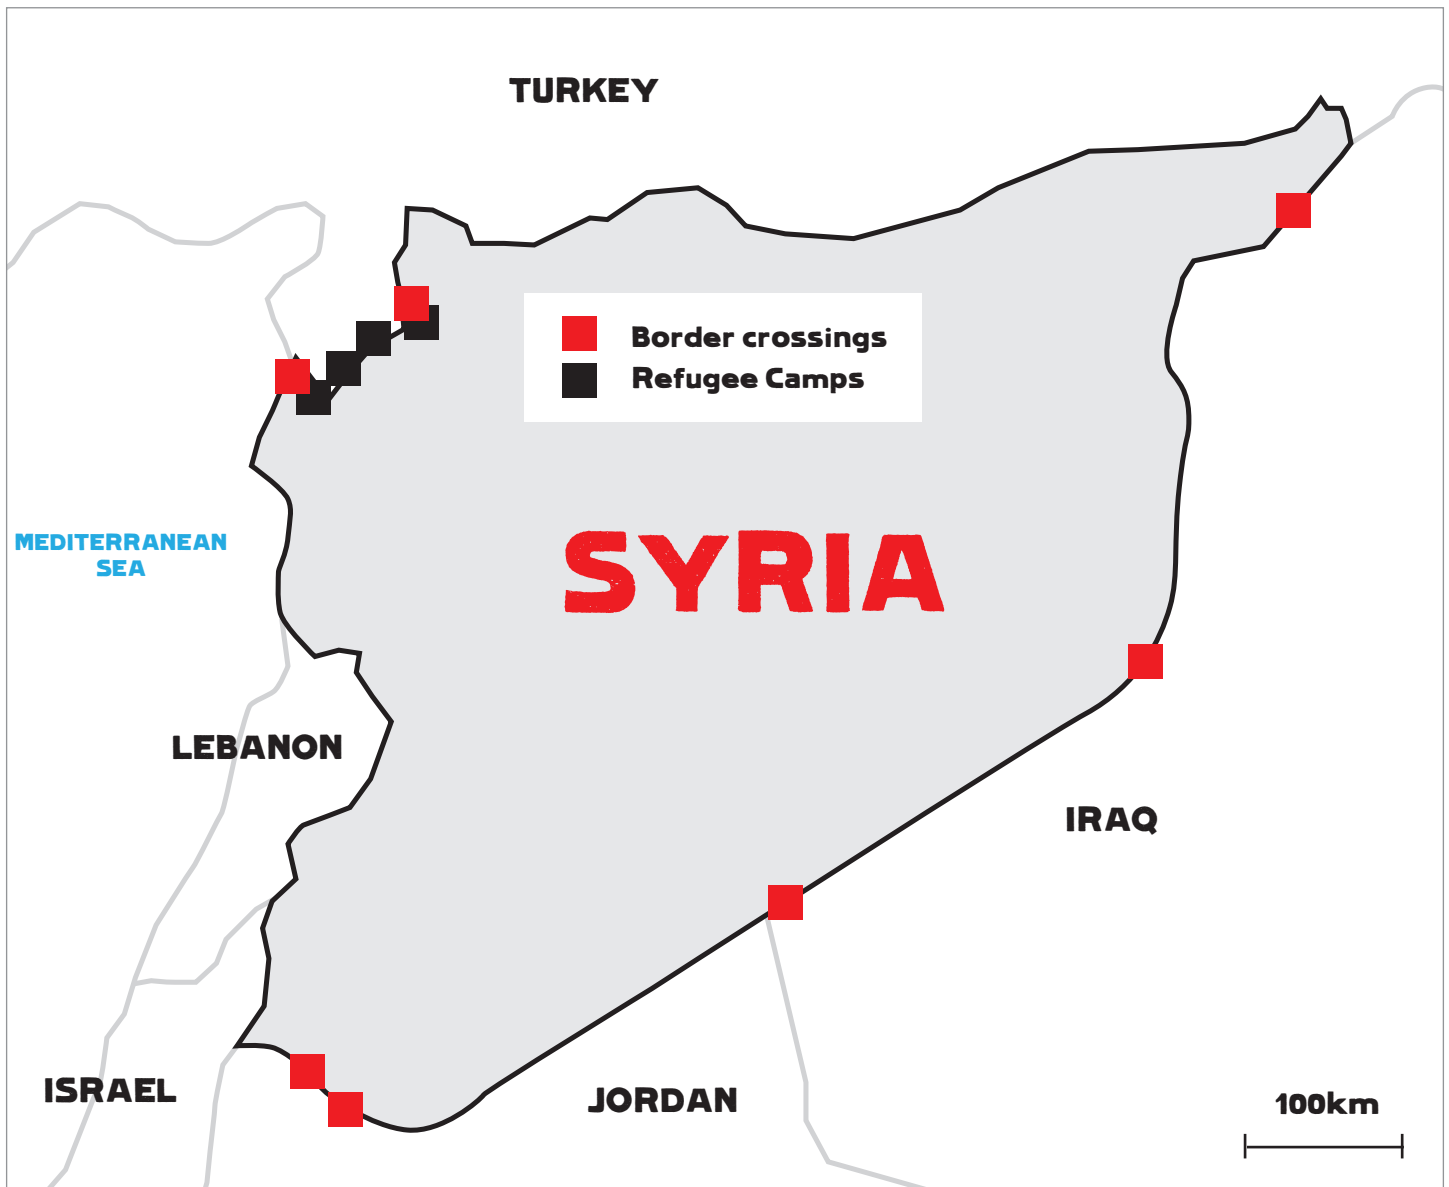 TURKEY
Border crossings
Refugee Camps
MEDITERRANEAN
SEA
SYRIA
LEBANON
IRAQ
ISRAEL
JORDAN
100km